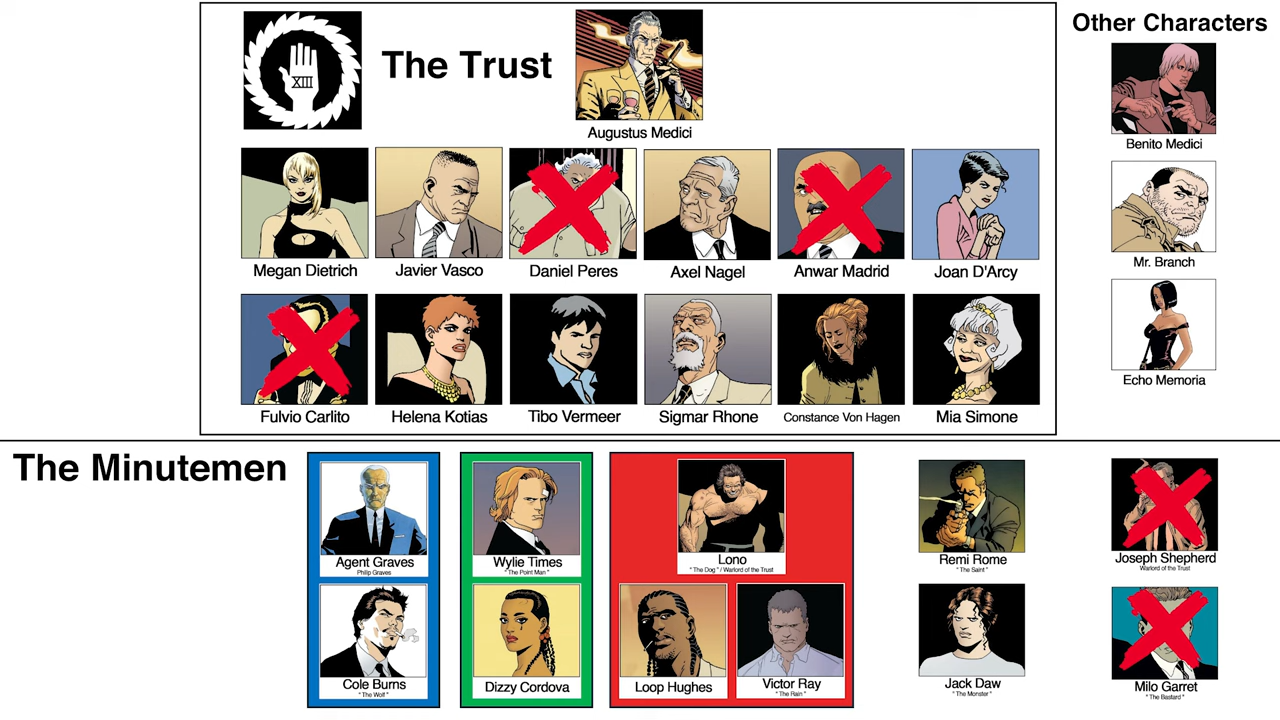 The Trust
XIII
Augustus Medici
Megan Dietrich
Javier Vasco
Daniel Peres
Axel Nagel
Anwar Madrid
Joan D'Arcy
Fulvio Carlito
Helena Kotias
Tibo Vermeer
Sigmar Rhone
Constance Von Hagen
Mia Simone
Other Characters
Benito Medici
Mr. Branch
Echo Memoria
The Minutemen
Agent Graves
Philip Graves
Cole Burns
"The Wolf"
Wylie Times
"The Point Man"
Dizzy Cordova
Lono
"The Dog" / Warlord of the Trust
Loop Hughes
Victor Ray
"The Rain"
Remi Rome
"The Saint"
Jack Daw
"The Monster"
Joseph Shepherd
Warlord of the Trust
Milo Garret
"The Bastard"